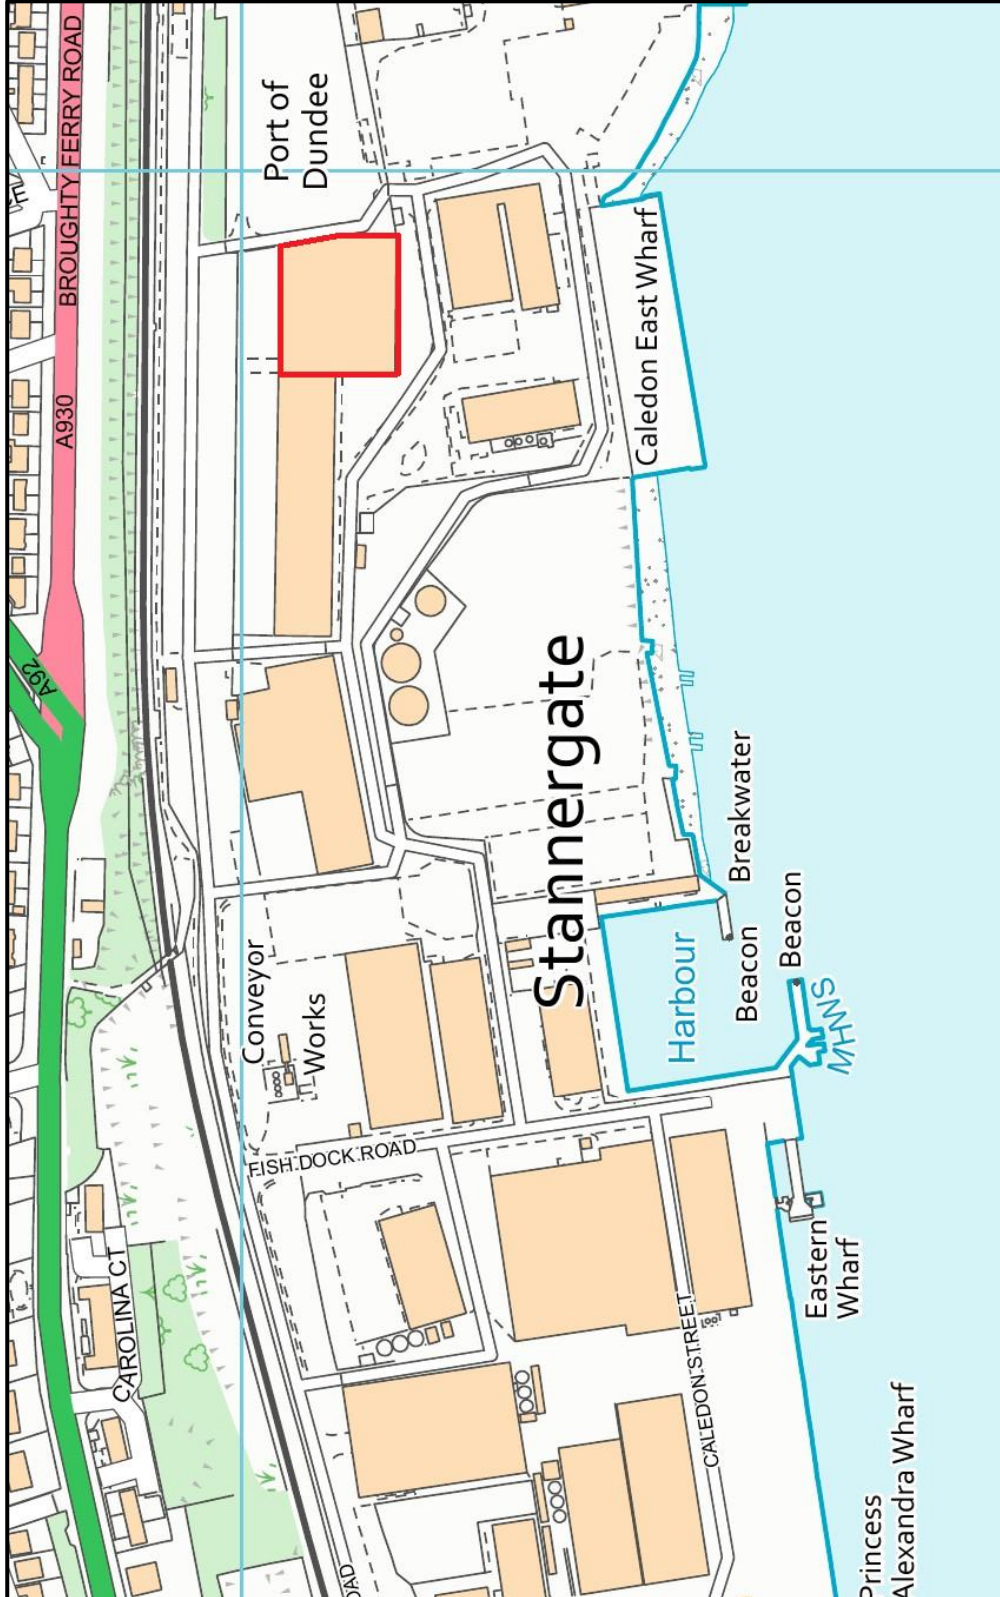 BROUGHTY FERRY ROAD
Port of
Dundee
A930
Caledon East Wharf
A92
Stannergate
Breakwater
Beacon
Beacon
Harbour
MHWS
Conveyor
Works
FISH DOCK ROAD
CAROLINA CT
CALEDON STREET
Eastern
Wharf
Princess
Alexandra Wharf